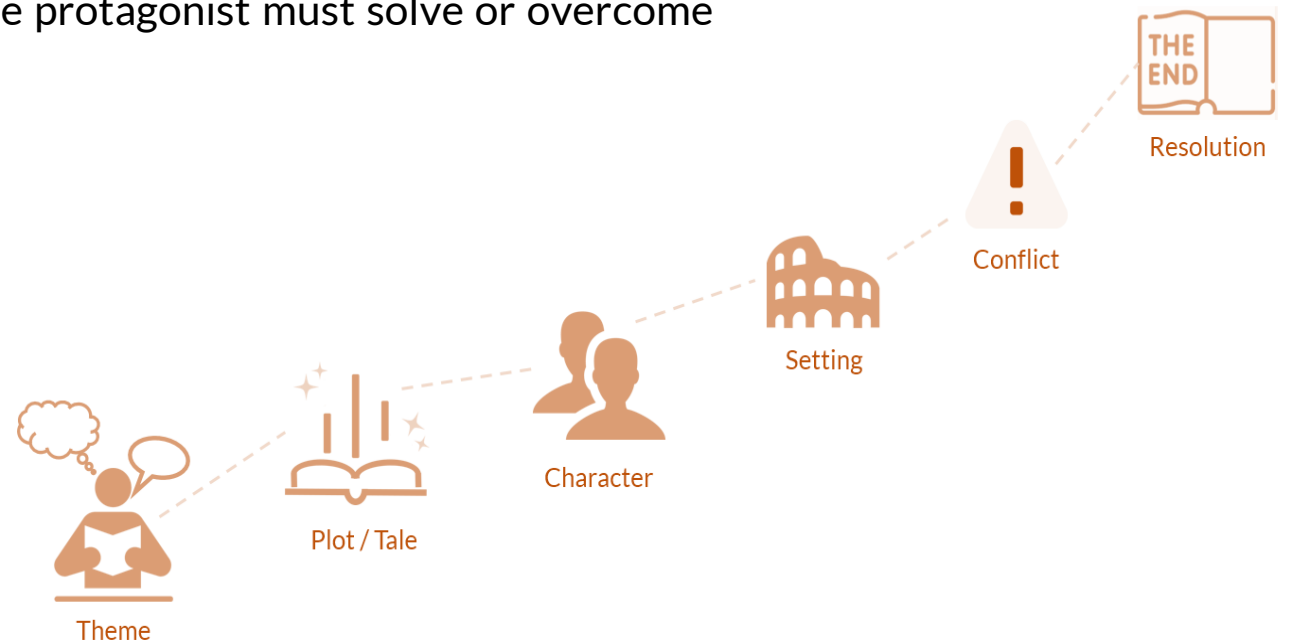 e protagonist must solve or overcome
THE
END
Resolution
Conflict
Setting
Character
Plot / Tale
Theme